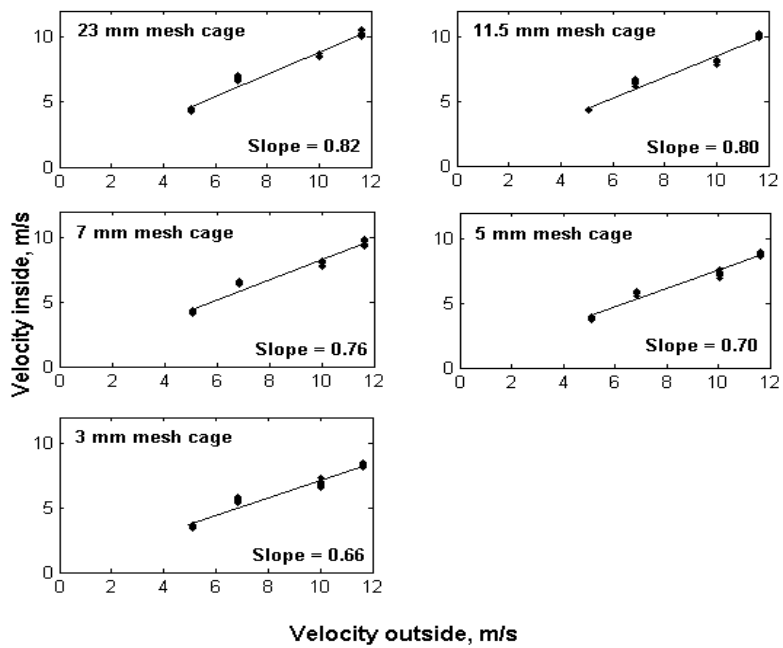 23 mm mesh cage
10
5
0
Slope = 0.82
0 2 4 6 8 10 12
11.5 mm mesh cage
10
5
0
Slope = 0.80
0 2 4 6 8 10 12
Velocity inside, m/s
7 mm mesh cage
10
5
0
Slope = 0.76
0 2 4 6 8 10 12
5 mm mesh cage
10
5
0
Slope = 0.70
0 2 4 6 8 10 12
3 mm mesh cage
10
5
0
Slope = 0.66
0 2 4 6 8 10 12
Velocity outside, m/s